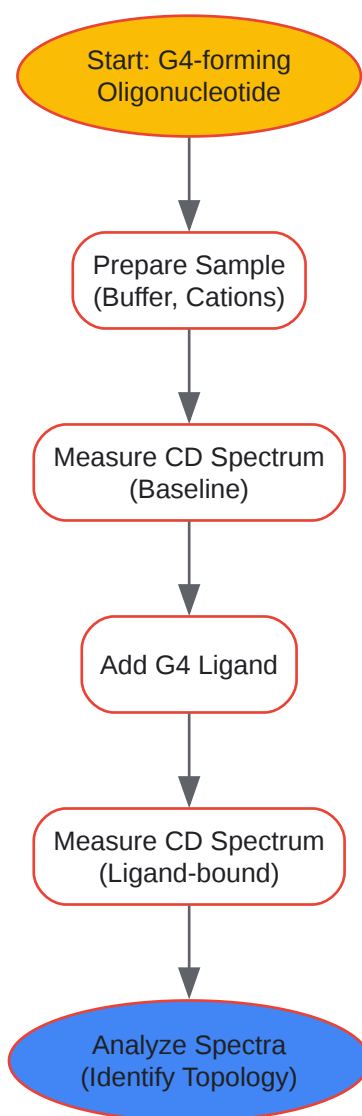 Start: G4-forming
Oligonucleotide
Prepare Sample
(Buffer, Cations)
Measure CD Spectrum
(Baseline)
Add G4 Ligand
Measure CD Spectrum
(Ligand-bound)
Analyze Spectra
(Identify Topology)